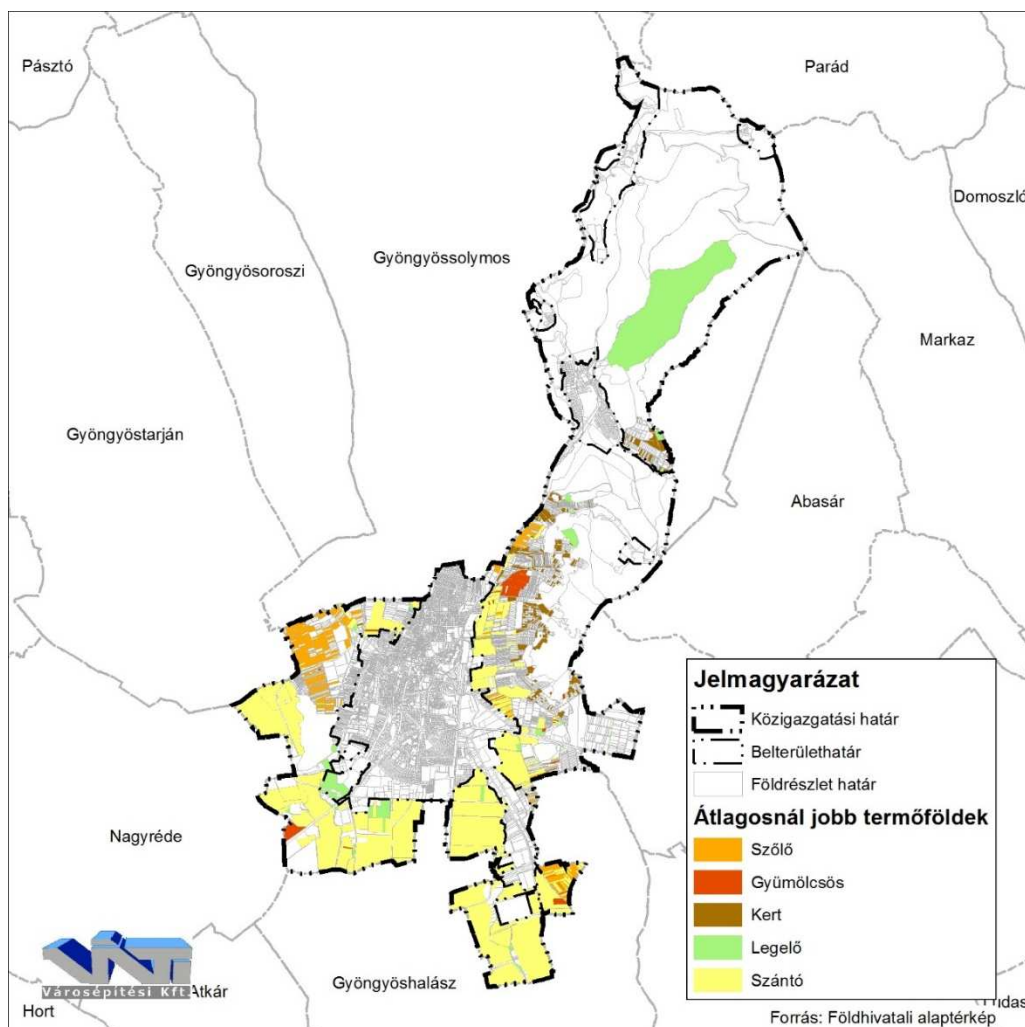 Pásztó
Parád
Domoszló
Gyöngyössolymos
Gyöngyösoroszi
Markaz
Gyöngyöstarján
Abasár
Nagyréde
Jelmagyarázat
Közigazgatási határ
Belterülethatár
Földrészlet határ
Átlagosnál jobb termőföldek
Szőlő
Gyümölcsös
Kert
Legelő
Szántó
Városépítési Kft.
Atkár
Gyöngyöshalász
Hort
Forrás: Földhivatali alaptérkép